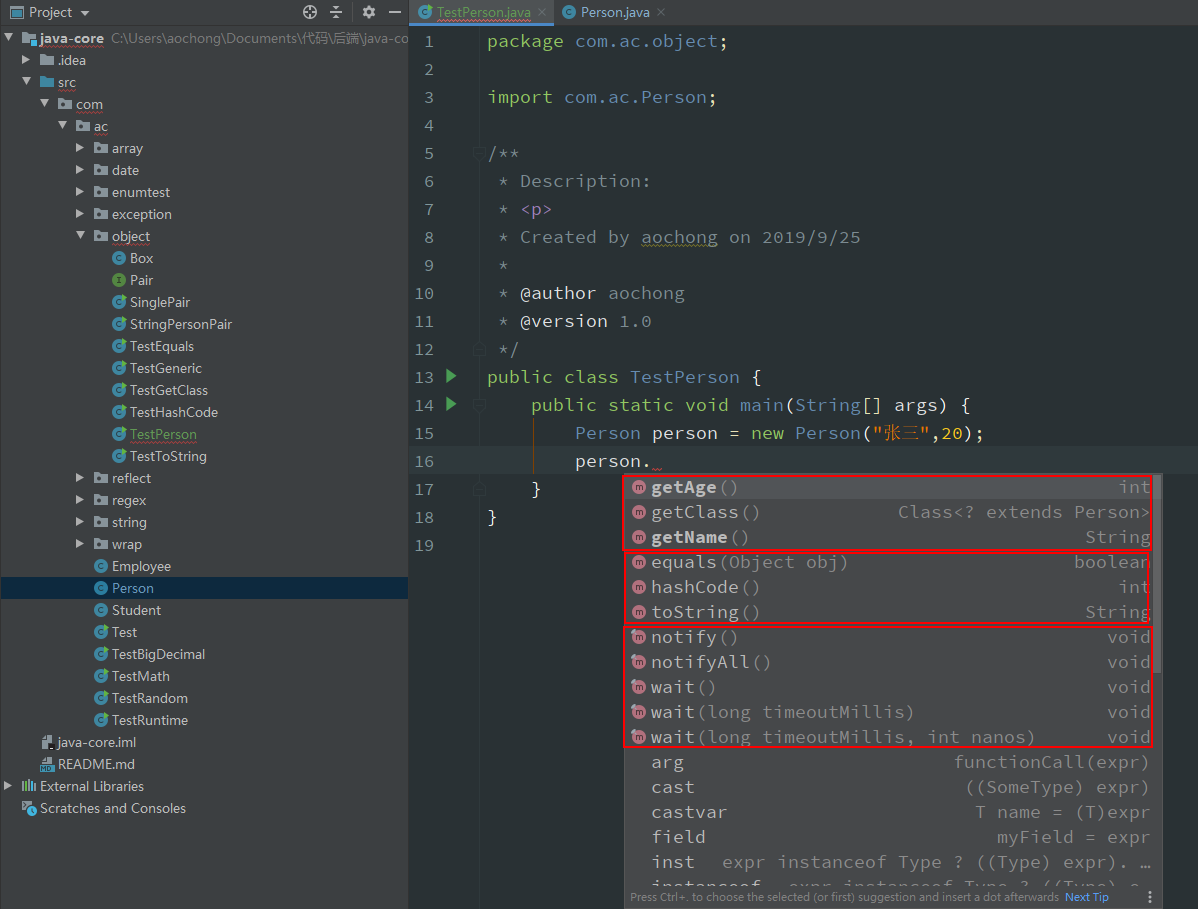 Project
java-core C:\Users\aochong\Documents\代码\后端\java-co
.idea
src
com
ac
array
date
enumtest
exception
object
Box
Pair
SinglePair
StringPersonPair
TestEquals
TestGeneric
TestGetClass
TestHashCode
TestPerson
TestToString
reflect
regex
string
wrap
Employee
Person
Student
Test
TestBigDecimal
TestMath
TestRandom
TestRuntime
java-core.iml
README.md
External Libraries
Scratches and Consoles
TestPerson.java Person.java
1 package com.ac.object;
2
3 import com.ac.Person;
4
5 /**
6 * Description:
7 * <p>
8 * Created by aochong on 2019/9/25
9 *
10 * @author aochong
11 * @version 1.0
12 */
13 public class TestPerson {
14 public static void main(String[] args) {
15 Person person = new Person("张三",20);
16 person.
17 }
18 }
19
getAge() int
getClass() Class<? extends Person>
getName() String
equals(Object obj) boolean
hashCode() int
toString() String
notify() void
notifyAll() void
wait() void
wait(long timeoutMillis) void
wait(long timeoutMillis, int nanos) void
arg functionCall(expr)
cast ((SomeType) expr)
castvar T name = (T)expr
field myField = expr
inst expr instanceof Type ? ((Type) expr). …
instanceof expr instanceof Type ? ((Type) e…
Press Ctrl+. to choose the selected (or first) suggestion and insert a dot afterwards Next Tip